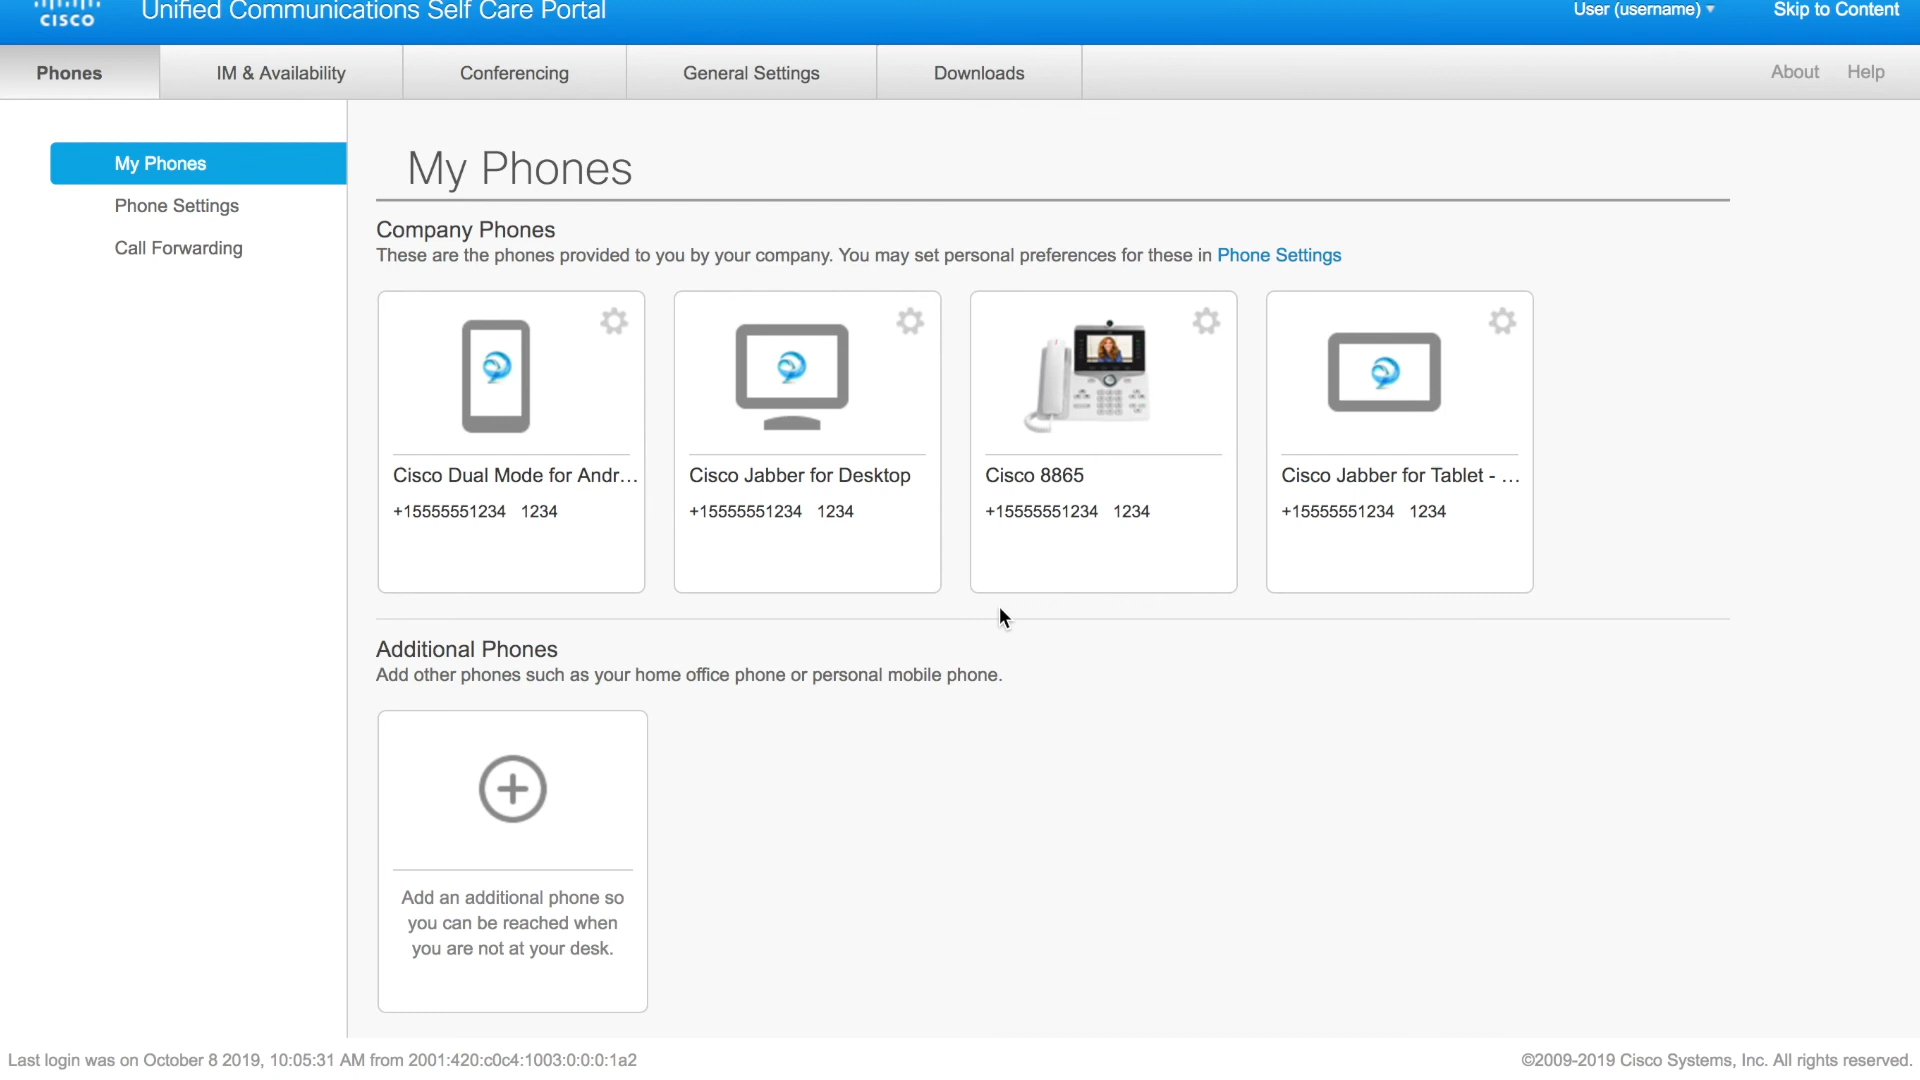 CISCO
Unified Communications Self Care Portal
User (username)
Skip to Content
Phones
IM & Availability
Conferencing
General Settings
Downloads
About
Help
My Phones
Phone Settings
Call Forwarding
My Phones
Company Phones
These are the phones provided to you by your company. You may set personal preferences for these in Phone Settings
Cisco Dual Mode for Andr...
+15555551234 1234
Cisco Jabber for Desktop
+15555551234 1234
Cisco 8865
+15555551234 1234
Cisco Jabber for Tablet - ...
+15555551234 1234
Additional Phones
Add other phones such as your home office phone or personal mobile phone.
Add an additional phone so
you can be reached when
you are not at your desk.
Last login was on October 8 2019, 10:05:31 AM from 2001:420:c0c4:1003:0:0:0:1a2
©2009-2019 Cisco Systems, Inc. All rights reserved.